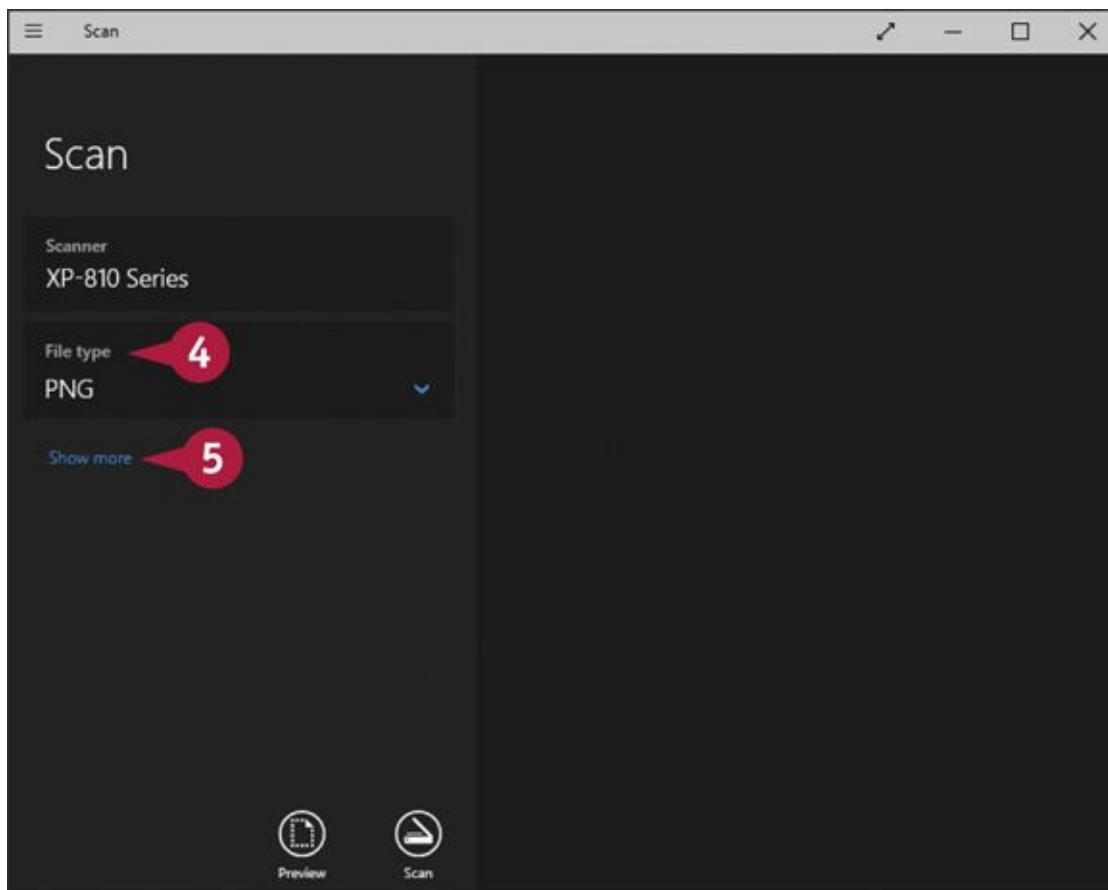 Scan
Scan
Scanner
XP-810 Series
File type
4
PNG
Show more
5
Preview
Scan